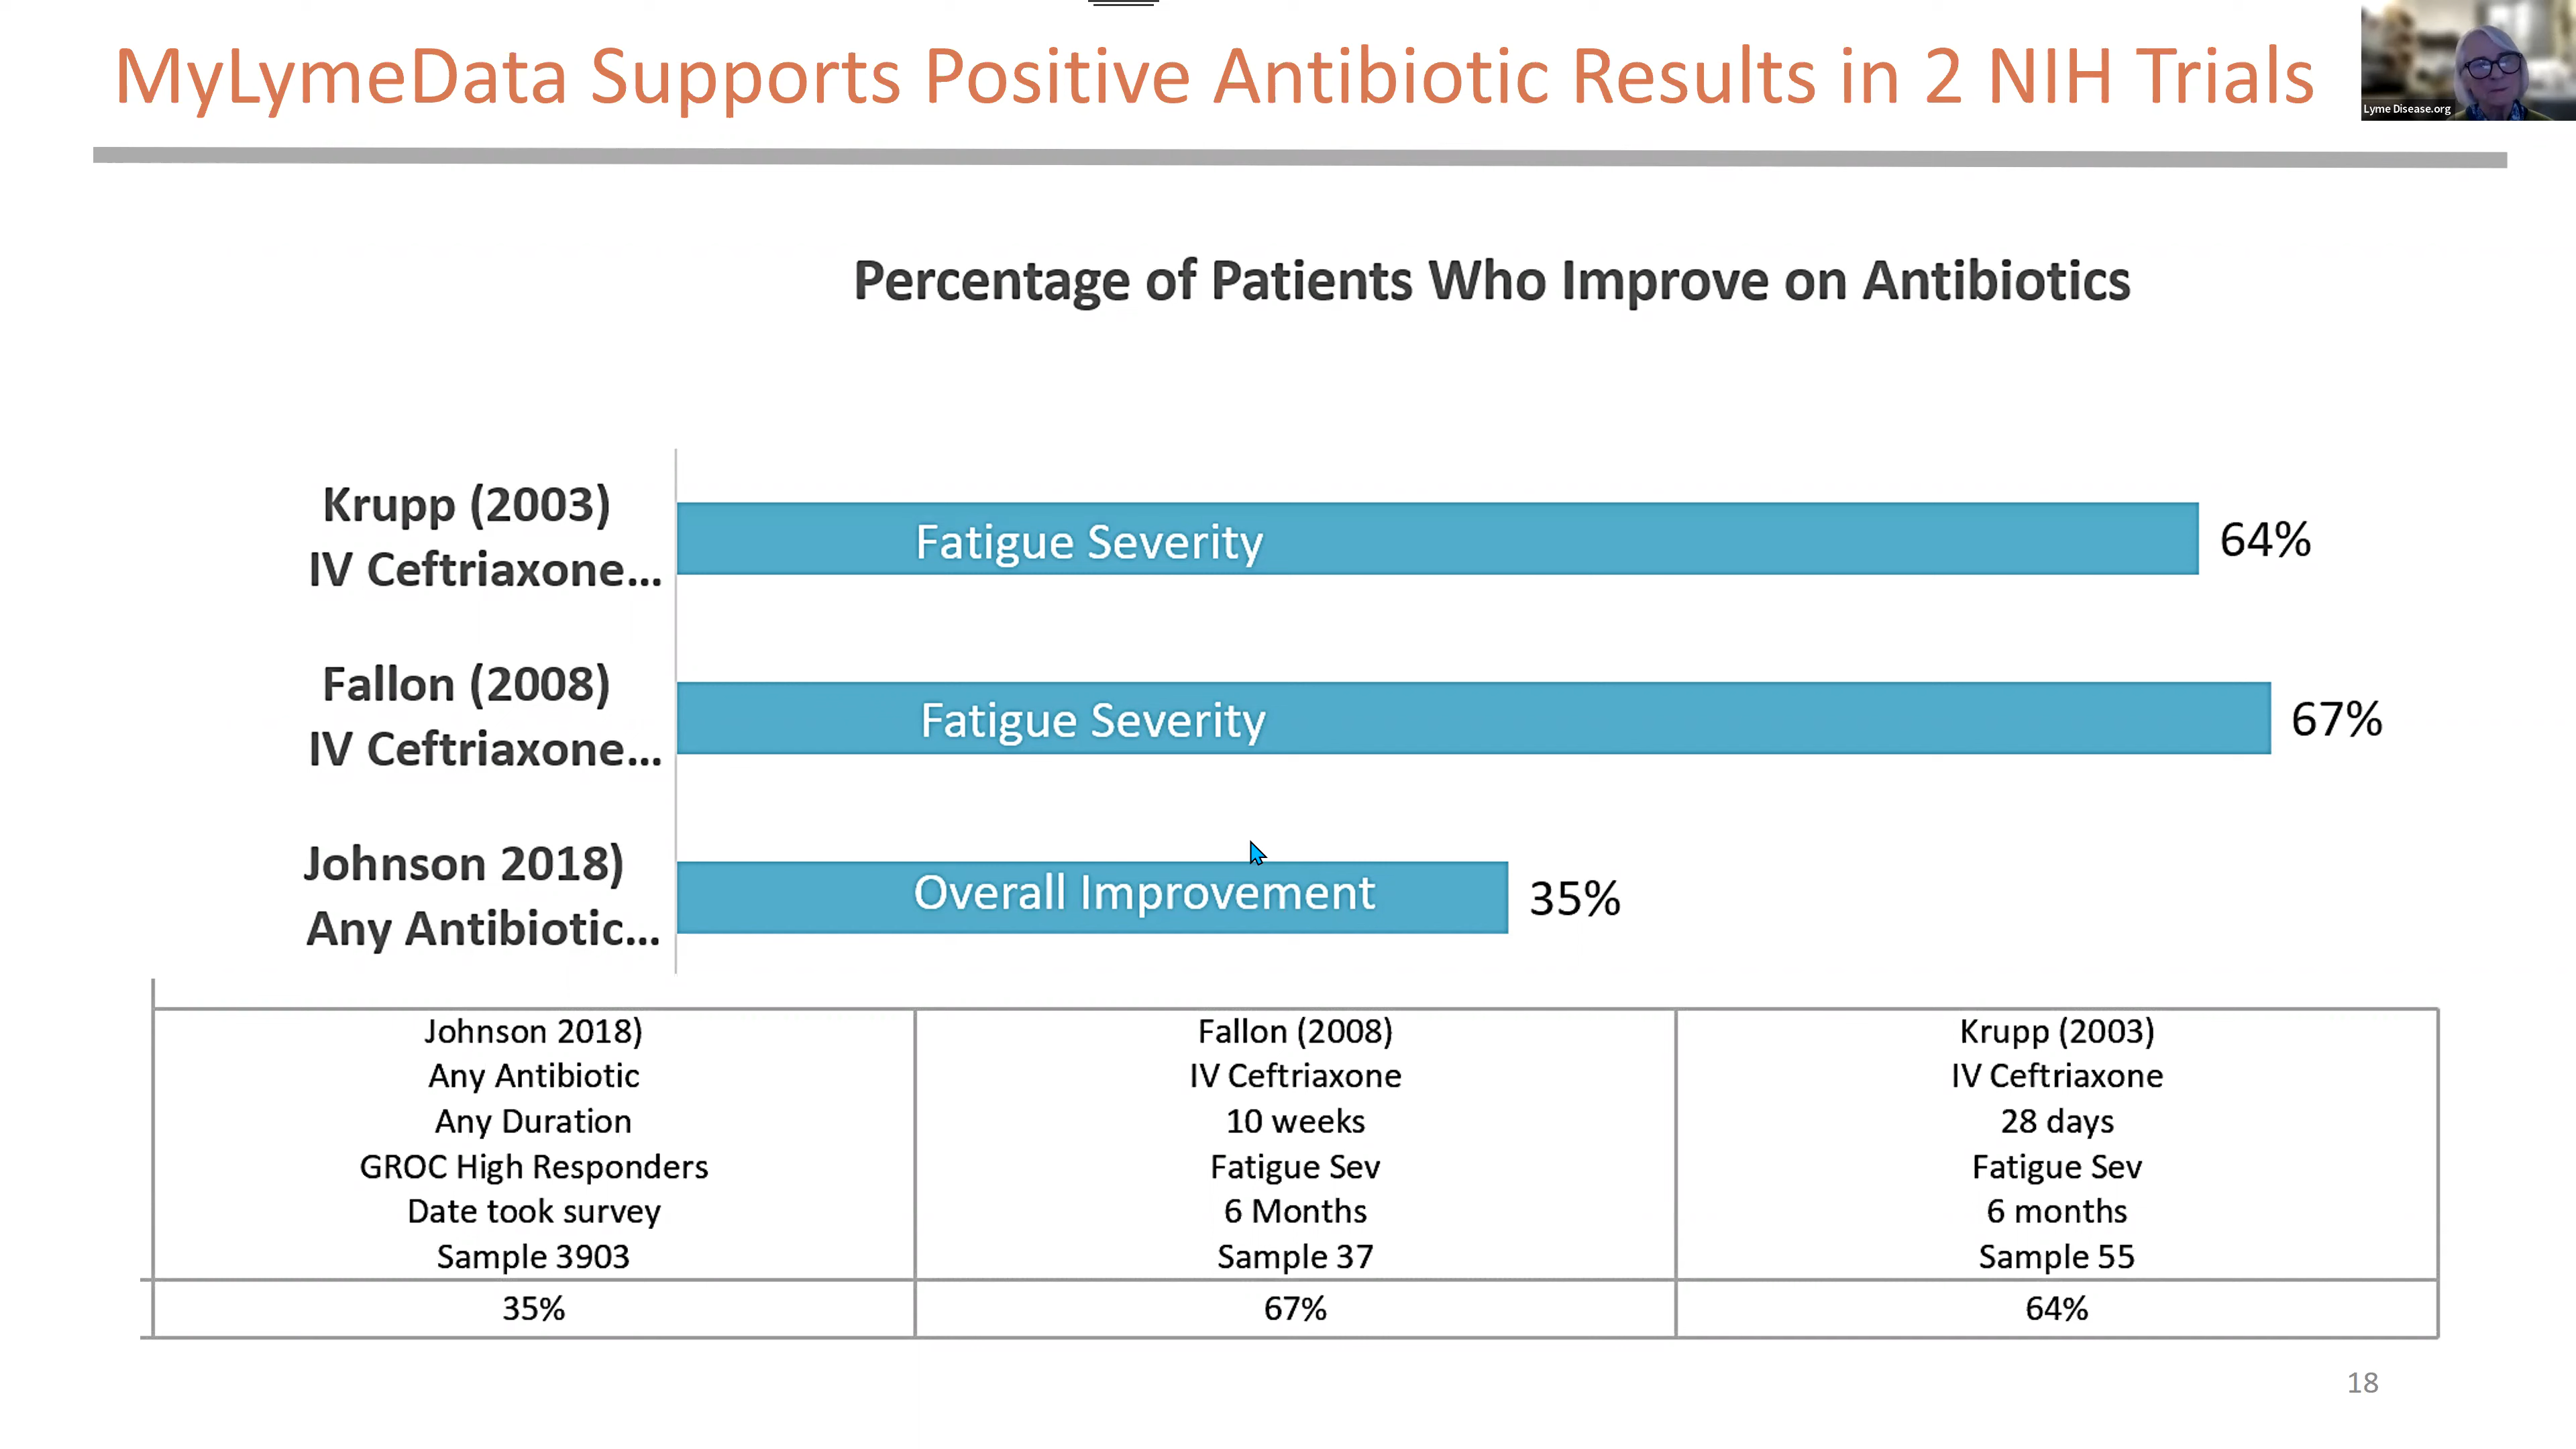 MyLymeData Supports Positive Antibiotic Results in 2 NIH Trials
Lyme Disease.org
Percentage of Patients Who Improve on Antibiotics
Krupp (2003)
IV Ceftriaxone...
Fatigue Severity
64%
Fallon (2008)
IV Ceftriaxone...
Fatigue Severity
67%
Johnson 2018)
Any Antibiotic...
Overall Improvement
35%
Johnson 2018)
Any Antibiotic
Any Duration
GROC High Responders
Date took survey
Sample 3903
35%
Fallon (2008)
IV Ceftriaxone
10 weeks
Fatigue Sev
6 Months
Sample 37
67%
Krupp (2003)
IV Ceftriaxone
28 days
Fatigue Sev
6 months
Sample 55
64%
18